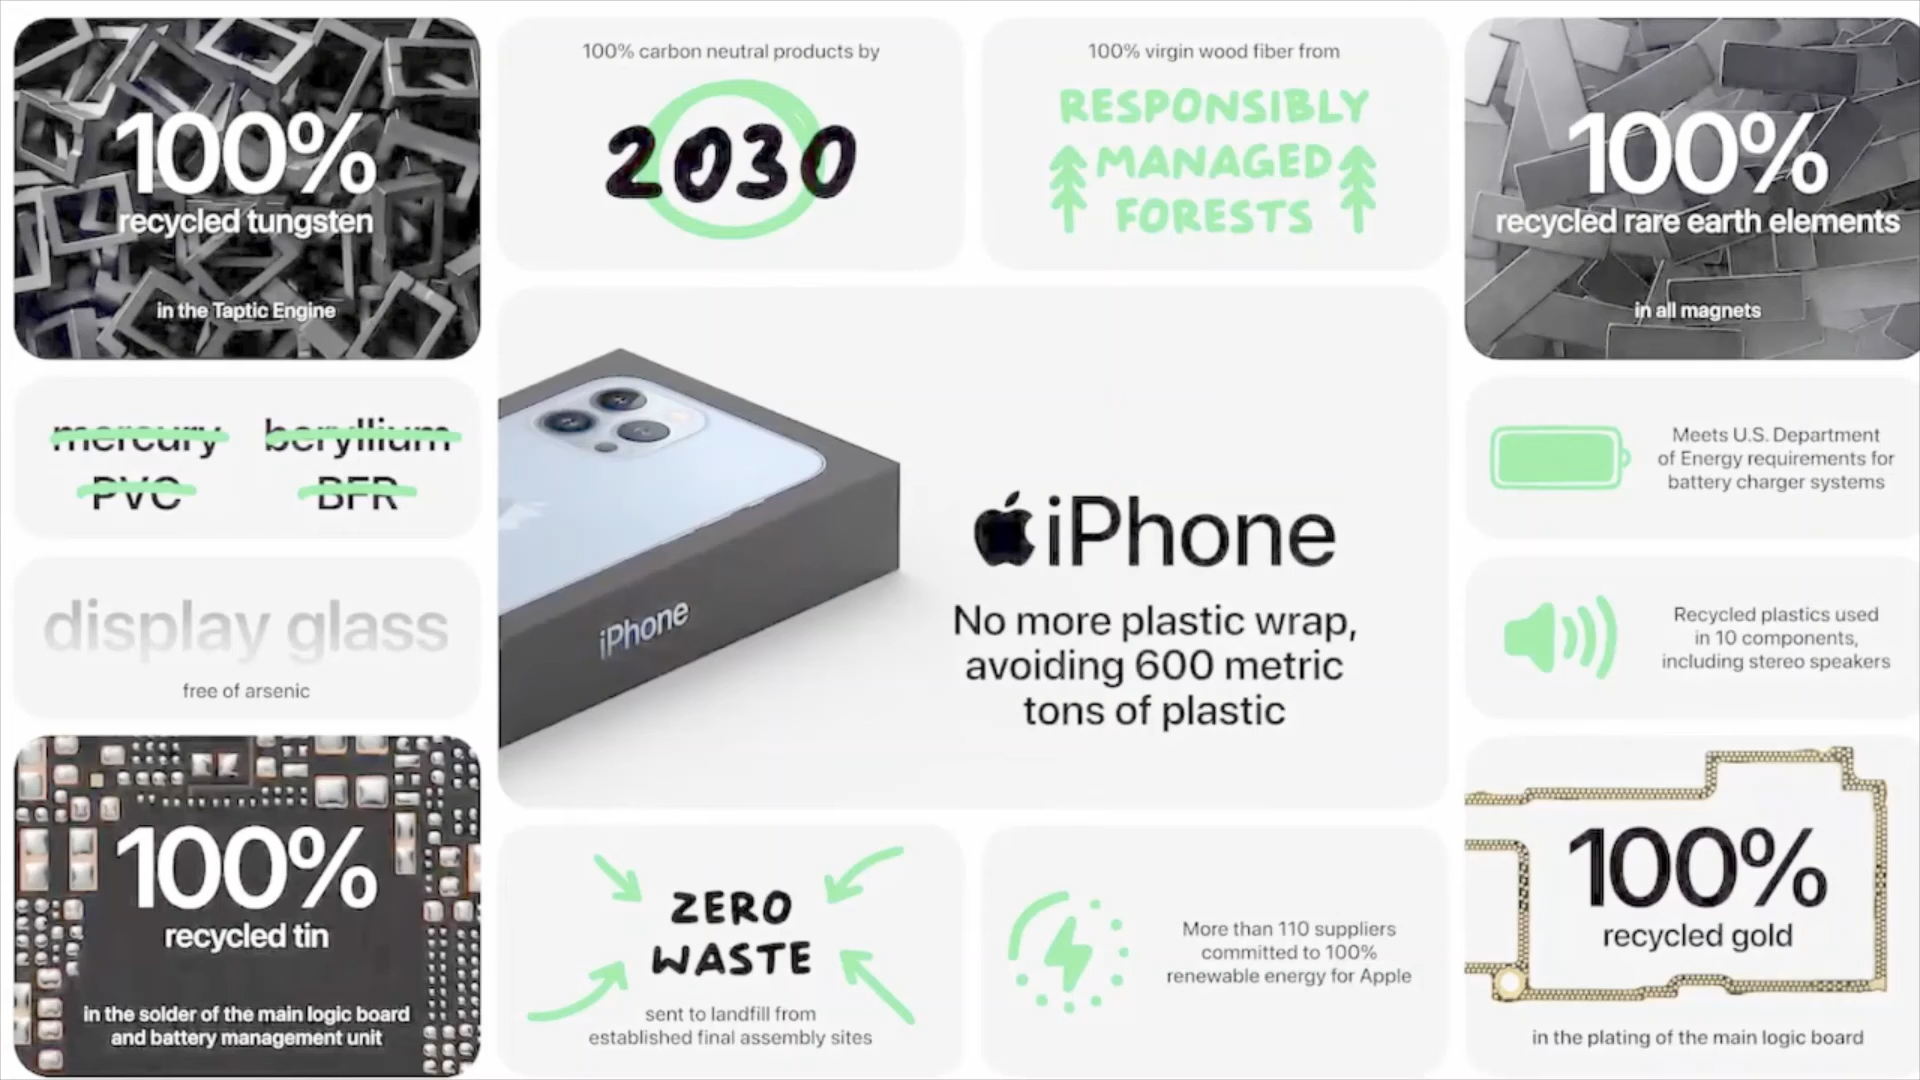 100%
recycled tungsten
in the Taptic Engine
100% carbon neutral products by
2030
100% virgin wood fiber from
RESPONSIBLY
MANAGED
FORESTS
100%
recycled rare earth elements
in all magnets
mercury beryllium
PVC BFR
display glass
free of arsenic
iPhone
iPhone
No more plastic wrap,
avoiding 600 metric
tons of plastic
Meets U.S. Department
of Energy requirements for
battery charger systems
Recycled plastics used
in 10 components,
including stereo speakers
100%
recycled tin
in the solder of the main logic board
and battery management unit
ZERO
WASTE
sent to landfill from
established final assembly sites
More than 110 suppliers
committed to 100%
renewable energy for Apple
100%
recycled gold
in the plating of the main logic board